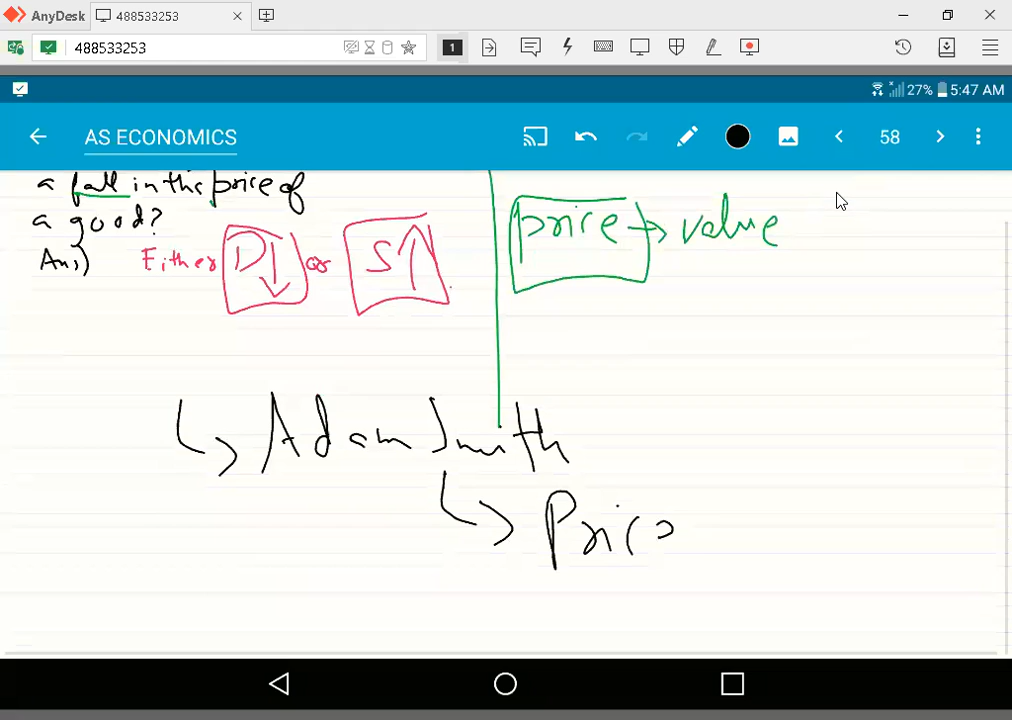 AnyDesk 488533253
488533253 1
27% 5:47 AM
AS ECONOMICS 58
a fall in the price of
a good?
Ans) Either D↓ or S↑
price → value
↳ Adam Smith
↳ Price